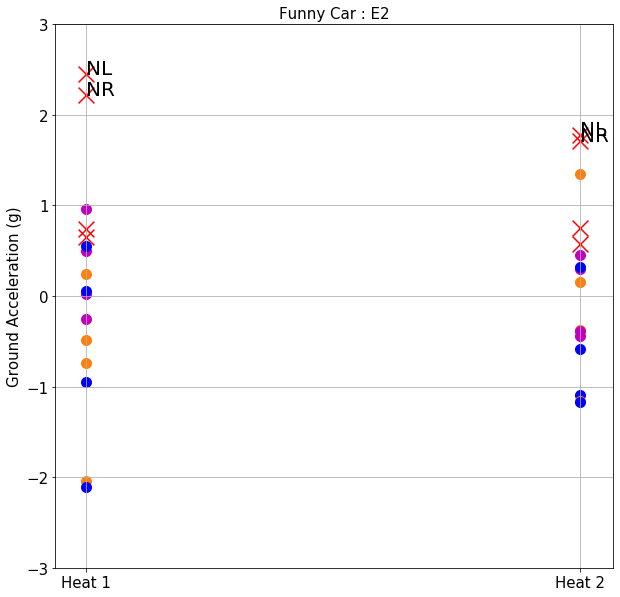 Funny Car : E2
Ground Acceleration (g)
3
2
1
0
−1
−2
−3
NL
NR
NL
NR
Heat 1
Heat 2